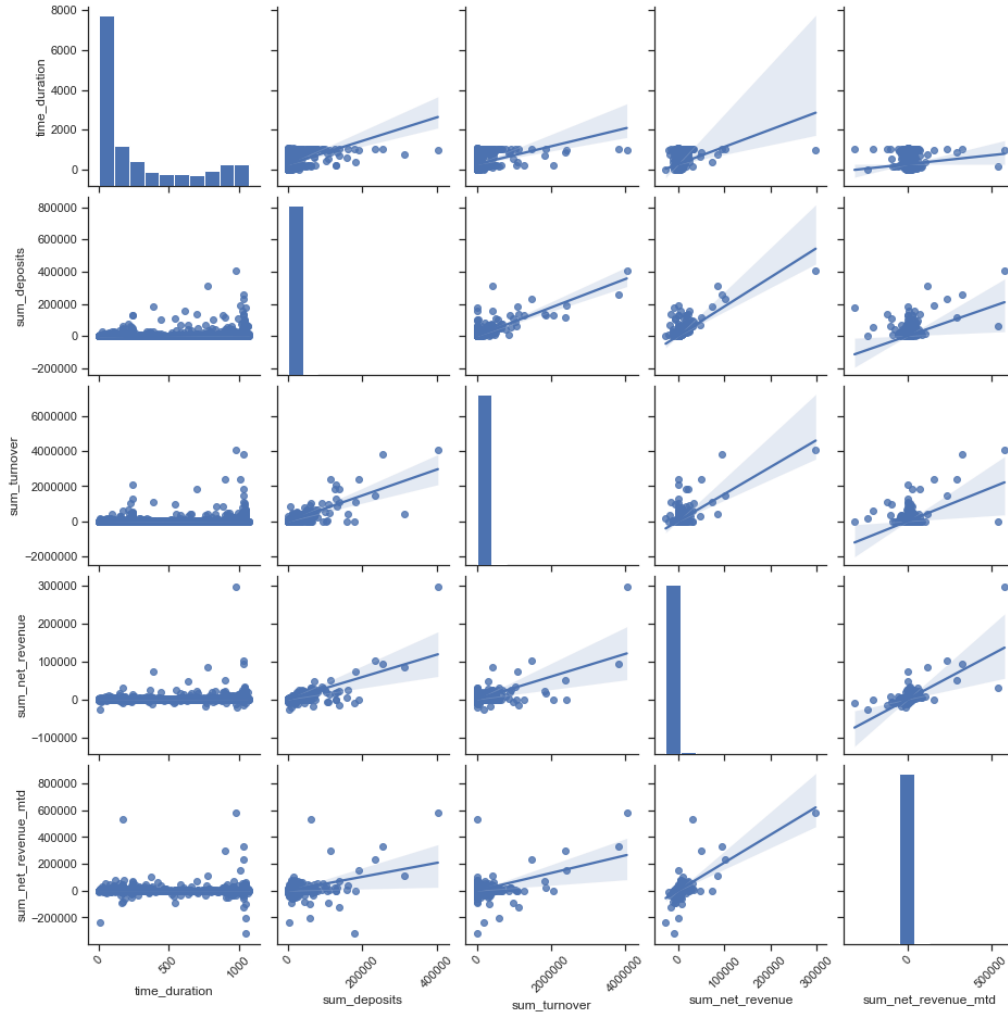 8000
6000
4000
2000
0
time_duration
800000
600000
400000
200000
0
−200000
sum_deposits
6000000
4000000
2000000
0
−2000000
sum_turnover
300000
200000
100000
0
−100000
sum_net_revenue
800000
600000
400000
200000
0
−200000
sum_net_revenue_mtd
0 500 1000
time_duration
0 200000 400000
sum_deposits
0 2000000 4000000
sum_turnover
0 100000 200000 300000
sum_net_revenue
0 500000
sum_net_revenue_mtd